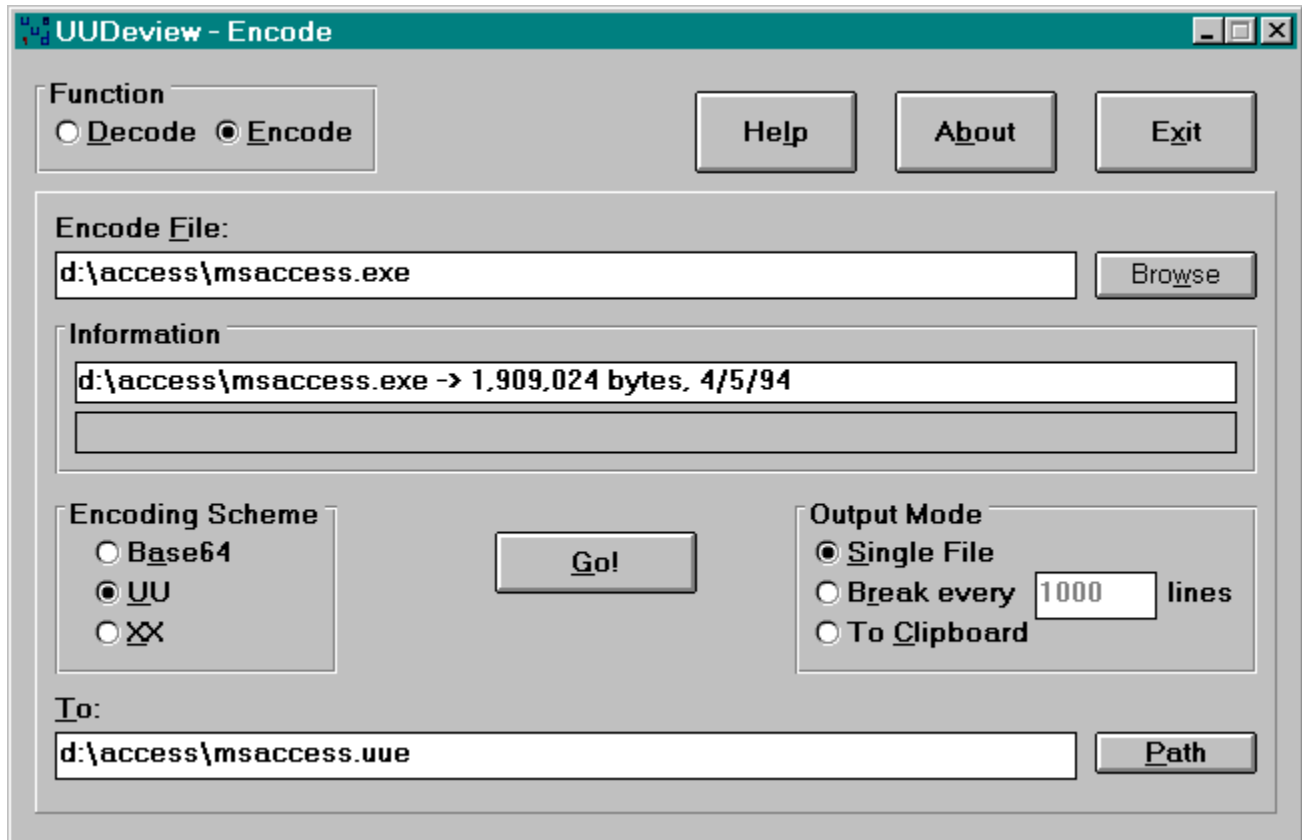 UUDeview - Encode
Function
Decode Encode
Help About Exit
Encode File:
d:\access\msaccess.exe
Browse
Information
d:\access\msaccess.exe -> 1,909,024 bytes, 4/5/94
Encoding Scheme
Base64
UU
XX
Go!
Output Mode
Single File
Break every 1000 lines
To Clipboard
To:
d:\access\msaccess.uue
Path